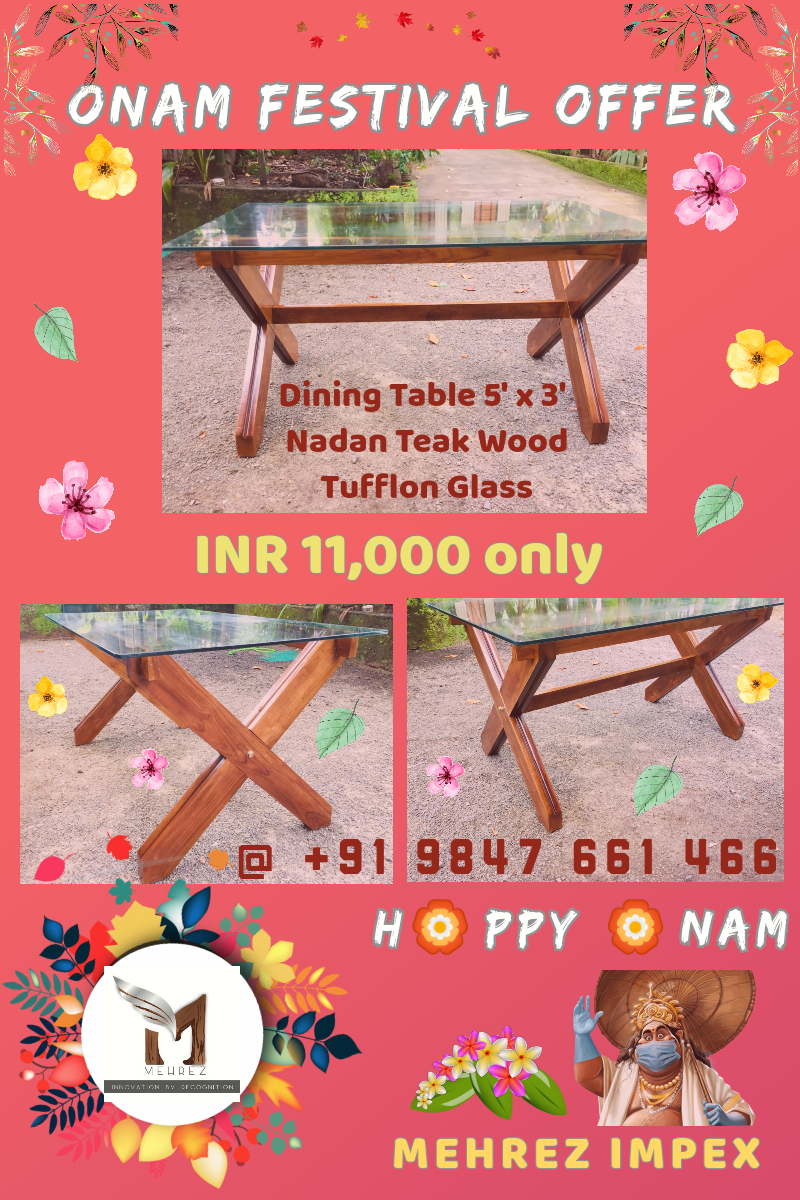 ONAM FESTIVAL OFFER
Dining Table 5' x 3'
Nadan Teak Wood
Tufflon Glass
INR 11,000 only
@ +91 9847 661 466
H PPY NAM
MEHREZ
INNOVATION BY RECOGNITION
MEHREZ IMPEX